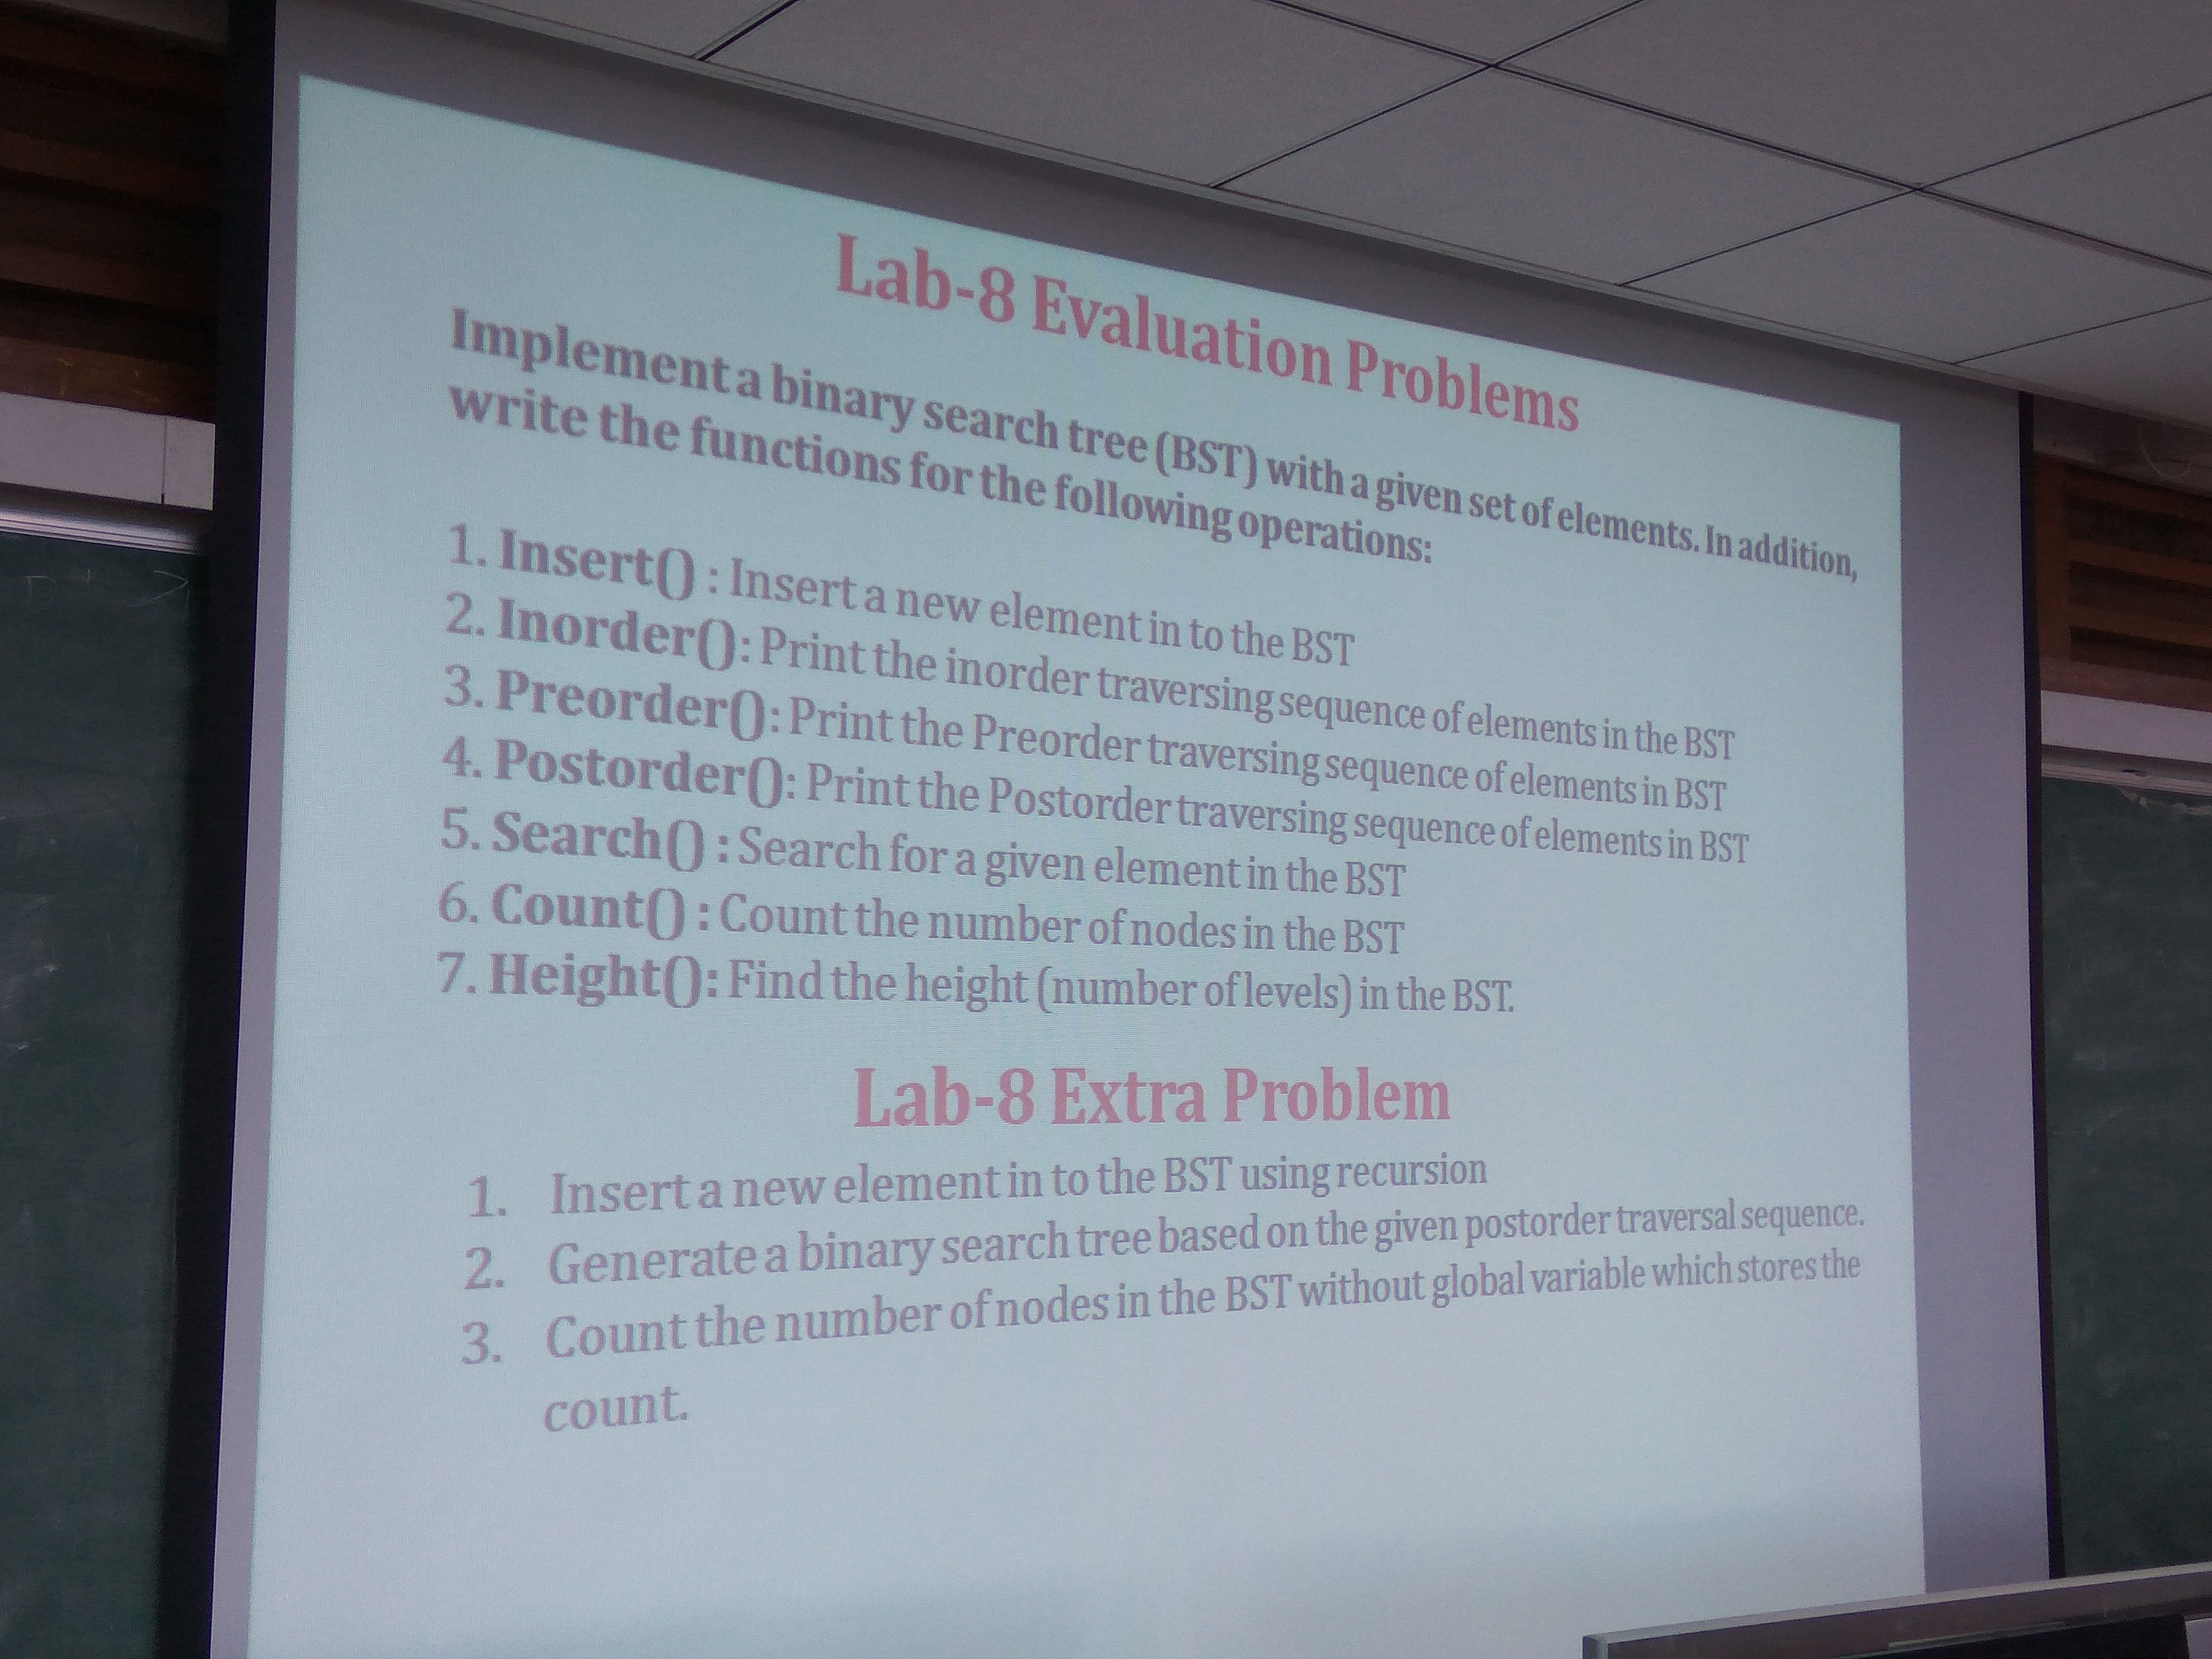 Lab-8 Evaluation Problems
Implement a binary search tree (BST) with a given set of elements. In addition,
write the functions for the following operations:
1. Insert() : Insert a new element in to the BST
2. Inorder(): Print the inorder traversing sequence of elements in the BST
3. Preorder(): Print the Preorder traversing sequence of elements in BST
4. Postorder(): Print the Postorder traversing sequence of elements in BST
5. Search() : Search for a given element in the BST
6. Count() : Count the number of nodes in the BST
7. Height(): Find the height (number of levels) in the BST.
Lab-8 Extra Problem
1. Insert a new element in to the BST using recursion
2. Generate a binary search tree based on the given postorder traversal sequence.
3. Count the number of nodes in the BST without global variable which stores the
count.